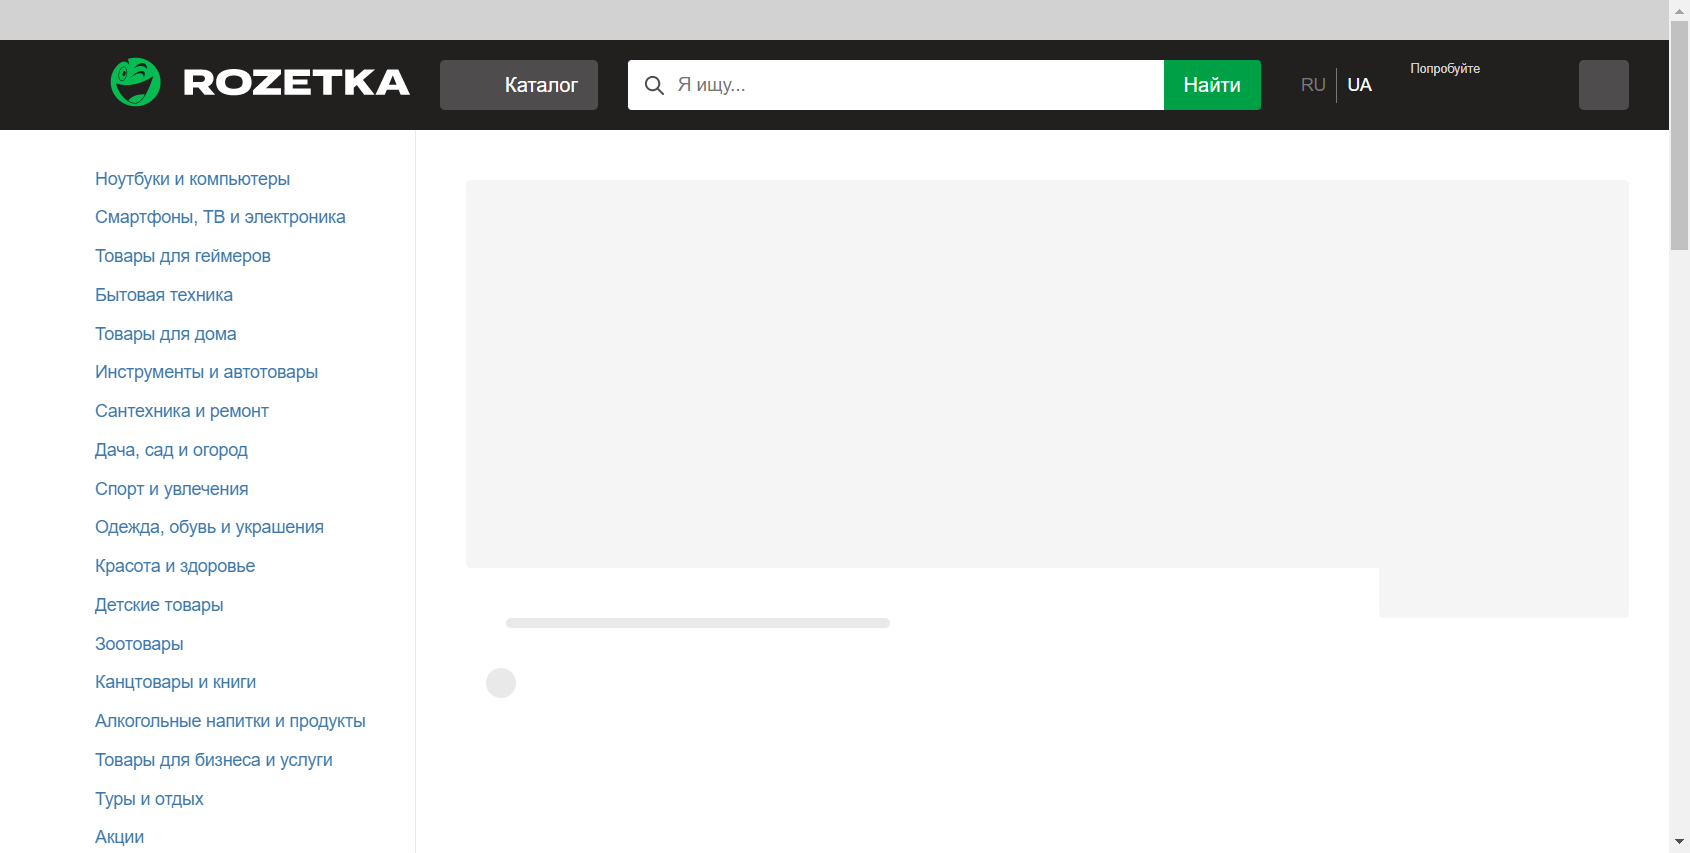 ROZETKA
Каталог
Я ищу...
Найти
RU
UA
Попробуйте
Ноутбуки и компьютеры
Смартфоны, ТВ и электроника
Товары для геймеров
Бытовая техника
Товары для дома
Инструменты и автотовары
Сантехника и ремонт
Дача, сад и огород
Спорт и увлечения
Одежда, обувь и украшения
Красота и здоровье
Детские товары
Зоотовары
Канцтовары и книги
Алкогольные напитки и продукты
Товары для бизнеса и услуги
Туры и отдых
Акции